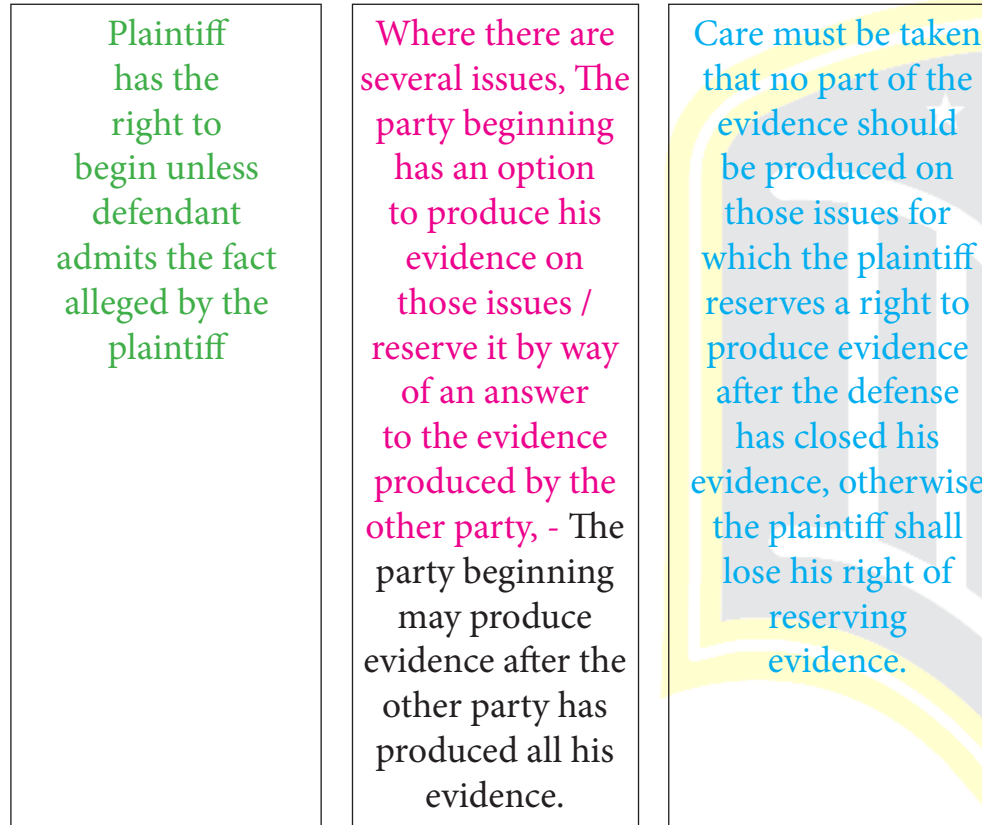 Plaintiff
has the
right to
begin unless
defendant
admits the fact
alleged by the
plaintiff
Where there are
several issues, The
party beginning
has an option
to produce his
evidence on
those issues /
reserve it by way
of an answer
to the evidence
produced by the
other party, - The
party beginning
may produce
evidence after the
other party has
produced all his
evidence.
Care must be taken
that no part of the
evidence should
be produced on
those issues for
which the plaintiff
reserves a right to
produce evidence
after the defense
has closed his
evidence, otherwise
the plaintiff shall
lose his right of
reserving
evidence.